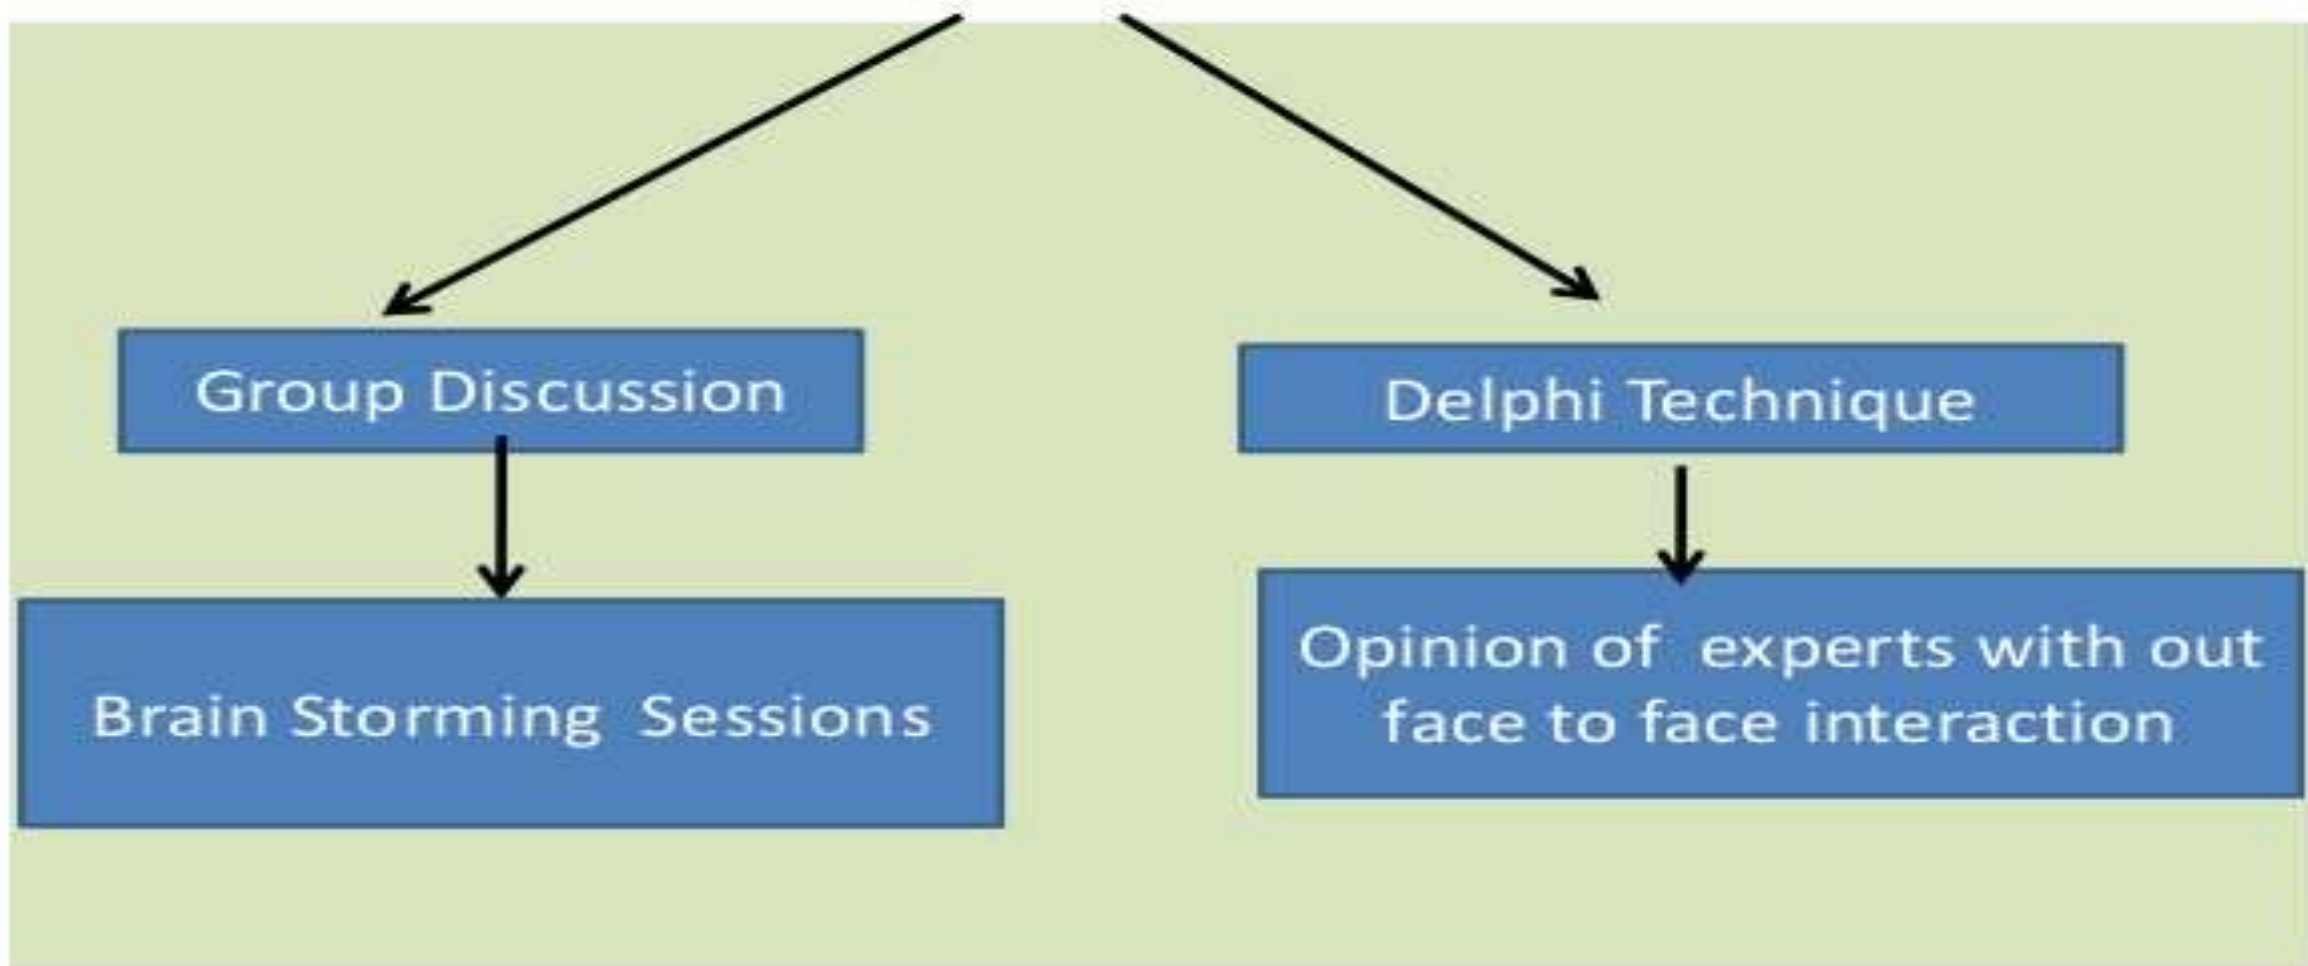 Group Discussion
Delphi Technique
Brain Storming Sessions
Opinion of experts with out
face to face interaction